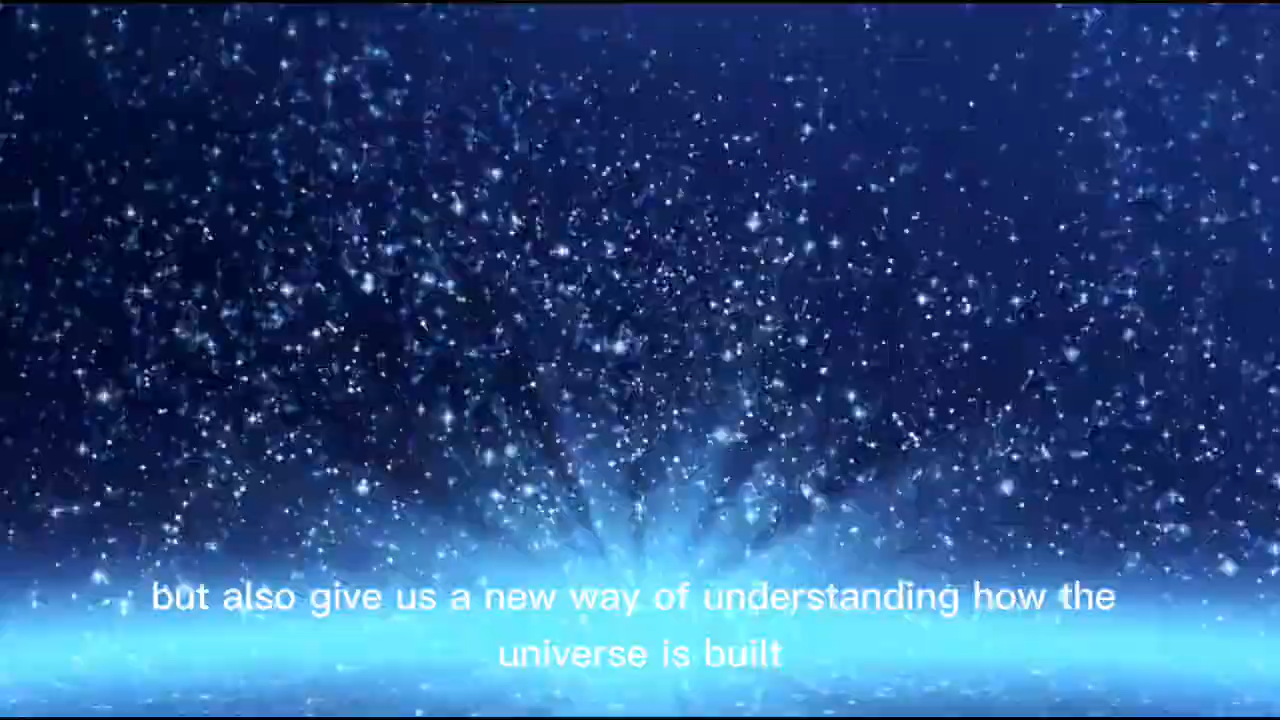 but also give us a new way of understanding how the
universe is built